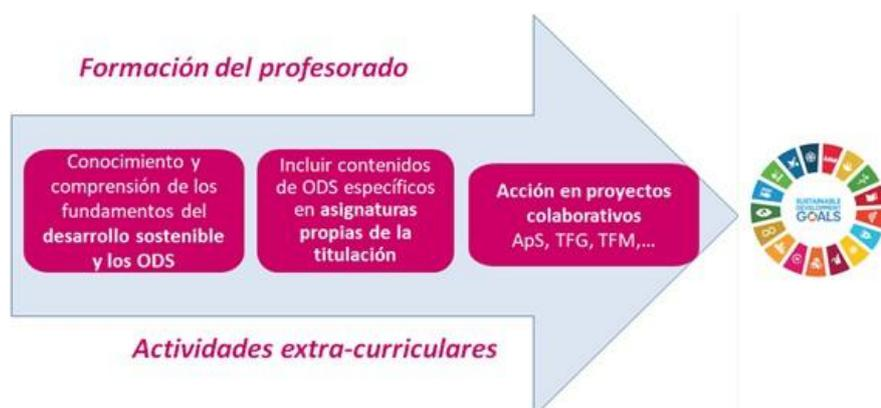 Formación del profesorado
Conocimiento y
comprensión de los
fundamentos del
desarrollo sostenible
y los ODS
Incluir contenidos
de ODS específicos
en asignaturas
propias de la
titulación
Acción en proyectos
colaborativos
ApS, TFG, TFM,...
SUSTAINABLE
DEVELOPMENT
GOALS
Actividades extra-curriculares